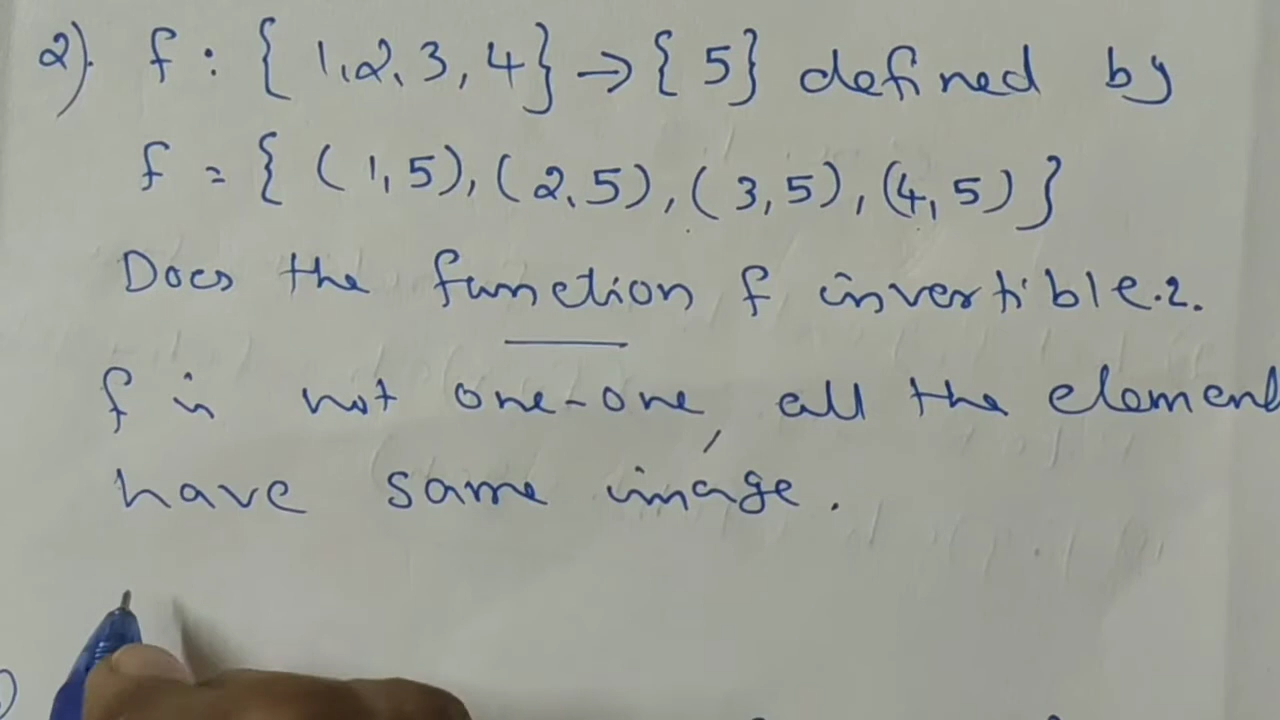 2). f : { 1,2,3,4} → { 5} defined by
f = { (1,5),(2,5),(3,5),(4,5)}
Does the function f invertible.?.
f is not one-one, all the element
have same image.